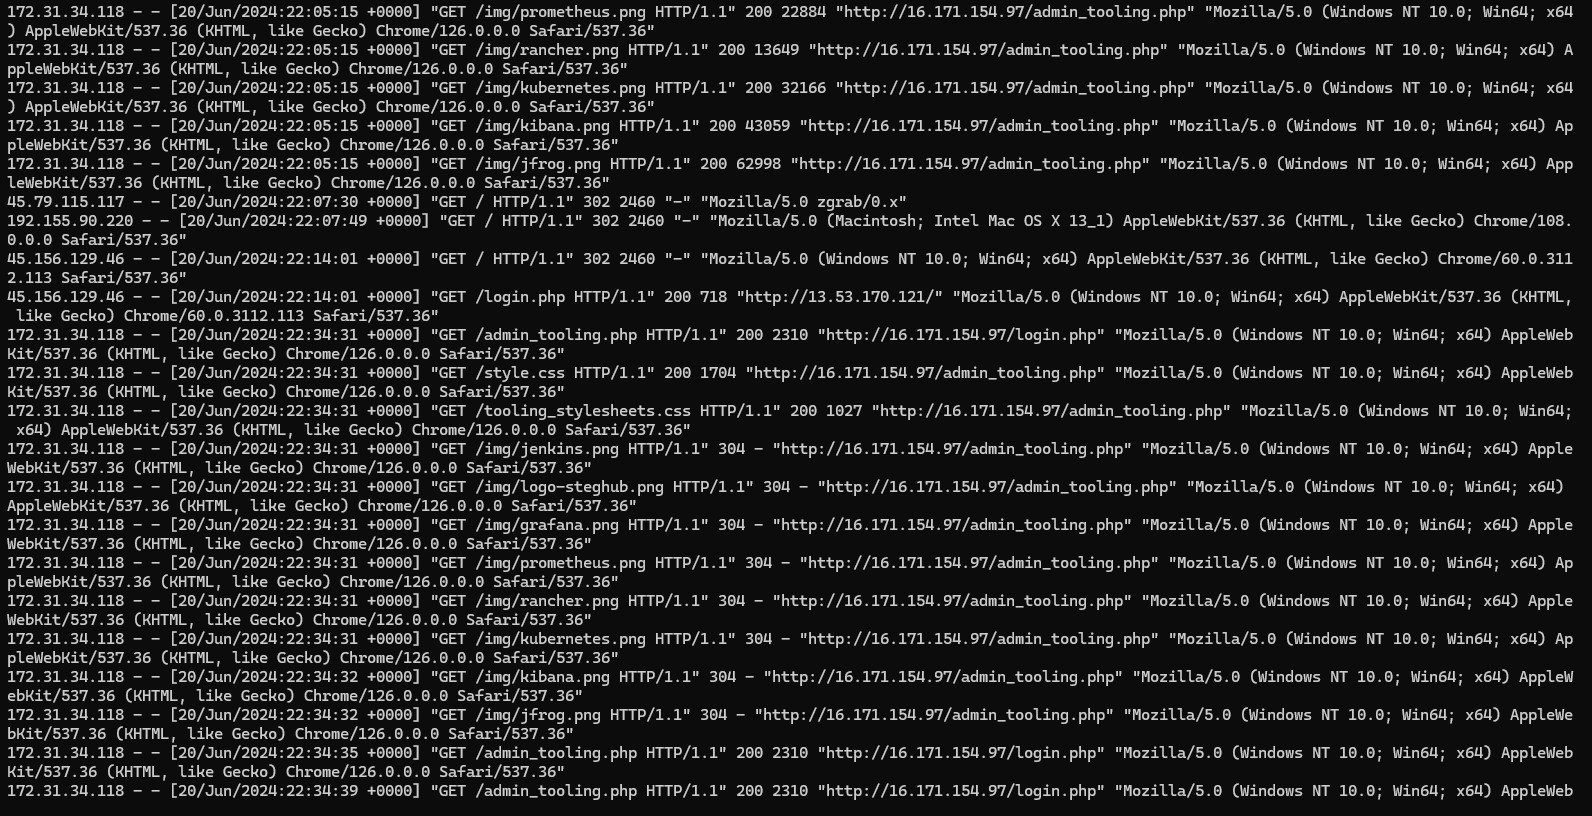 172.31.34.118 - - [20/Jun/2024:22:05:15 +0000] "GET /img/prometheus.png HTTP/1.1" 200 22884 "http://16.171.154.97/admin_tooling.php" "Mozilla/5.0 (Windows NT 10.0; Win64; x64
) AppleWebKit/537.36 (KHTML, like Gecko) Chrome/126.0.0.0 Safari/537.36"
172.31.34.118 - - [20/Jun/2024:22:05:15 +0000] "GET /img/rancher.png HTTP/1.1" 200 13649 "http://16.171.154.97/admin_tooling.php" "Mozilla/5.0 (Windows NT 10.0; Win64; x64) A
ppleWebKit/537.36 (KHTML, like Gecko) Chrome/126.0.0.0 Safari/537.36"
172.31.34.118 - - [20/Jun/2024:22:05:15 +0000] "GET /img/kubernetes.png HTTP/1.1" 200 32166 "http://16.171.154.97/admin_tooling.php" "Mozilla/5.0 (Windows NT 10.0; Win64; x64
) AppleWebKit/537.36 (KHTML, like Gecko) Chrome/126.0.0.0 Safari/537.36"
172.31.34.118 - - [20/Jun/2024:22:05:15 +0000] "GET /img/kibana.png HTTP/1.1" 200 43059 "http://16.171.154.97/admin_tooling.php" "Mozilla/5.0 (Windows NT 10.0; Win64; x64) Ap
pleWebKit/537.36 (KHTML, like Gecko) Chrome/126.0.0.0 Safari/537.36"
172.31.34.118 - - [20/Jun/2024:22:05:15 +0000] "GET /img/jfrog.png HTTP/1.1" 200 62998 "http://16.171.154.97/admin_tooling.php" "Mozilla/5.0 (Windows NT 10.0; Win64; x64) App
leWebKit/537.36 (KHTML, like Gecko) Chrome/126.0.0.0 Safari/537.36"
45.79.115.117 - - [20/Jun/2024:22:07:30 +0000] "GET / HTTP/1.1" 302 2460 "-" "Mozilla/5.0 zgrab/0.x"
192.155.90.220 - - [20/Jun/2024:22:07:49 +0000] "GET / HTTP/1.1" 302 2460 "-" "Mozilla/5.0 (Macintosh; Intel Mac OS X 13_1) AppleWebKit/537.36 (KHTML, like Gecko) Chrome/108.
0.0.0 Safari/537.36"
45.156.129.46 - - [20/Jun/2024:22:14:01 +0000] "GET / HTTP/1.1" 302 2460 "-" "Mozilla/5.0 (Windows NT 10.0; Win64; x64) AppleWebKit/537.36 (KHTML, like Gecko) Chrome/60.0.311
2.113 Safari/537.36"
45.156.129.46 - - [20/Jun/2024:22:14:01 +0000] "GET /login.php HTTP/1.1" 200 718 "http://13.53.170.121/" "Mozilla/5.0 (Windows NT 10.0; Win64; x64) AppleWebKit/537.36 (KHTML,
 like Gecko) Chrome/60.0.3112.113 Safari/537.36"
172.31.34.118 - - [20/Jun/2024:22:34:31 +0000] "GET /admin_tooling.php HTTP/1.1" 200 2310 "http://16.171.154.97/login.php" "Mozilla/5.0 (Windows NT 10.0; Win64; x64) AppleWeb
Kit/537.36 (KHTML, like Gecko) Chrome/126.0.0.0 Safari/537.36"
172.31.34.118 - - [20/Jun/2024:22:34:31 +0000] "GET /style.css HTTP/1.1" 200 1704 "http://16.171.154.97/admin_tooling.php" "Mozilla/5.0 (Windows NT 10.0; Win64; x64) AppleWeb
Kit/537.36 (KHTML, like Gecko) Chrome/126.0.0.0 Safari/537.36"
172.31.34.118 - - [20/Jun/2024:22:34:31 +0000] "GET /tooling_stylesheets.css HTTP/1.1" 200 1027 "http://16.171.154.97/admin_tooling.php" "Mozilla/5.0 (Windows NT 10.0; Win64;
 x64) AppleWebKit/537.36 (KHTML, like Gecko) Chrome/126.0.0.0 Safari/537.36"
172.31.34.118 - - [20/Jun/2024:22:34:31 +0000] "GET /img/jenkins.png HTTP/1.1" 304 - "http://16.171.154.97/admin_tooling.php" "Mozilla/5.0 (Windows NT 10.0; Win64; x64) Apple
WebKit/537.36 (KHTML, like Gecko) Chrome/126.0.0.0 Safari/537.36"
172.31.34.118 - - [20/Jun/2024:22:34:31 +0000] "GET /img/logo-steghub.png HTTP/1.1" 304 - "http://16.171.154.97/admin_tooling.php" "Mozilla/5.0 (Windows NT 10.0; Win64; x64)
AppleWebKit/537.36 (KHTML, like Gecko) Chrome/126.0.0.0 Safari/537.36"
172.31.34.118 - - [20/Jun/2024:22:34:31 +0000] "GET /img/grafana.png HTTP/1.1" 304 - "http://16.171.154.97/admin_tooling.php" "Mozilla/5.0 (Windows NT 10.0; Win64; x64) Apple
WebKit/537.36 (KHTML, like Gecko) Chrome/126.0.0.0 Safari/537.36"
172.31.34.118 - - [20/Jun/2024:22:34:31 +0000] "GET /img/prometheus.png HTTP/1.1" 304 - "http://16.171.154.97/admin_tooling.php" "Mozilla/5.0 (Windows NT 10.0; Win64; x64) Ap
pleWebKit/537.36 (KHTML, like Gecko) Chrome/126.0.0.0 Safari/537.36"
172.31.34.118 - - [20/Jun/2024:22:34:31 +0000] "GET /img/rancher.png HTTP/1.1" 304 - "http://16.171.154.97/admin_tooling.php" "Mozilla/5.0 (Windows NT 10.0; Win64; x64) Apple
WebKit/537.36 (KHTML, like Gecko) Chrome/126.0.0.0 Safari/537.36"
172.31.34.118 - - [20/Jun/2024:22:34:31 +0000] "GET /img/kubernetes.png HTTP/1.1" 304 - "http://16.171.154.97/admin_tooling.php" "Mozilla/5.0 (Windows NT 10.0; Win64; x64) Ap
pleWebKit/537.36 (KHTML, like Gecko) Chrome/126.0.0.0 Safari/537.36"
172.31.34.118 - - [20/Jun/2024:22:34:32 +0000] "GET /img/kibana.png HTTP/1.1" 304 - "http://16.171.154.97/admin_tooling.php" "Mozilla/5.0 (Windows NT 10.0; Win64; x64) AppleW
ebKit/537.36 (KHTML, like Gecko) Chrome/126.0.0.0 Safari/537.36"
172.31.34.118 - - [20/Jun/2024:22:34:32 +0000] "GET /img/jfrog.png HTTP/1.1" 304 - "http://16.171.154.97/admin_tooling.php" "Mozilla/5.0 (Windows NT 10.0; Win64; x64) AppleWe
bKit/537.36 (KHTML, like Gecko) Chrome/126.0.0.0 Safari/537.36"
172.31.34.118 - - [20/Jun/2024:22:34:35 +0000] "GET /admin_tooling.php HTTP/1.1" 200 2310 "http://16.171.154.97/login.php" "Mozilla/5.0 (Windows NT 10.0; Win64; x64) AppleWeb
Kit/537.36 (KHTML, like Gecko) Chrome/126.0.0.0 Safari/537.36"
172.31.34.118 - - [20/Jun/2024:22:34:39 +0000] "GET /admin_tooling.php HTTP/1.1" 200 2310 "http://16.171.154.97/login.php" "Mozilla/5.0 (Windows NT 10.0; Win64; x64) AppleWeb